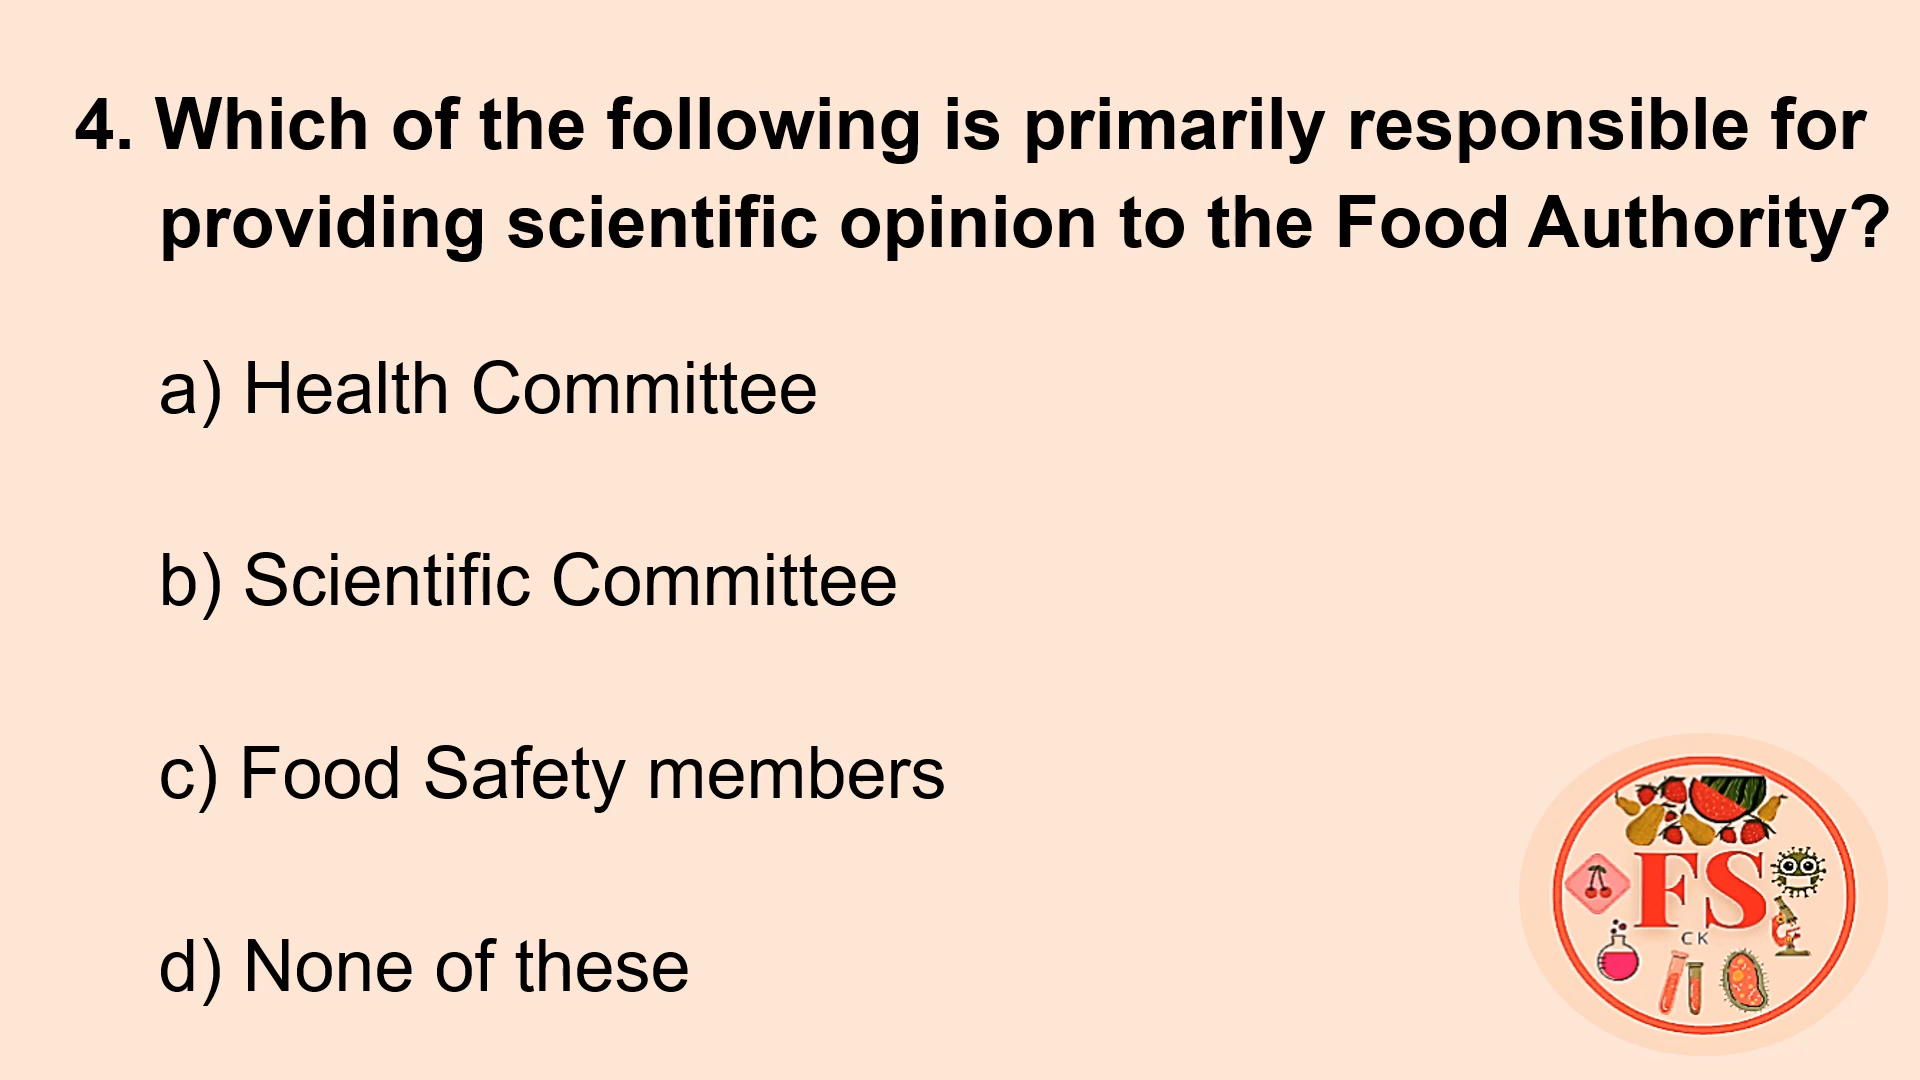 4. Which of the following is primarily responsible for
providing scientific opinion to the Food Authority?
a) Health Committee
b) Scientific Committee
c) Food Safety members
d) None of these
FS
CK